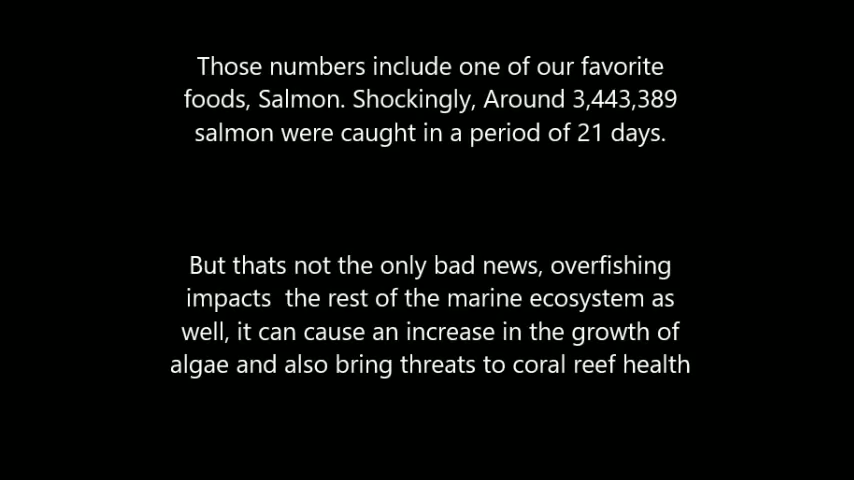 Those numbers include one of our favorite
foods, Salmon. Shockingly, Around 3,443,389
salmon were caught in a period of 21 days.
But thats not the only bad news, overfishing
impacts  the rest of the marine ecosystem as
well, it can cause an increase in the growth of
algae and also bring threats to coral reef health